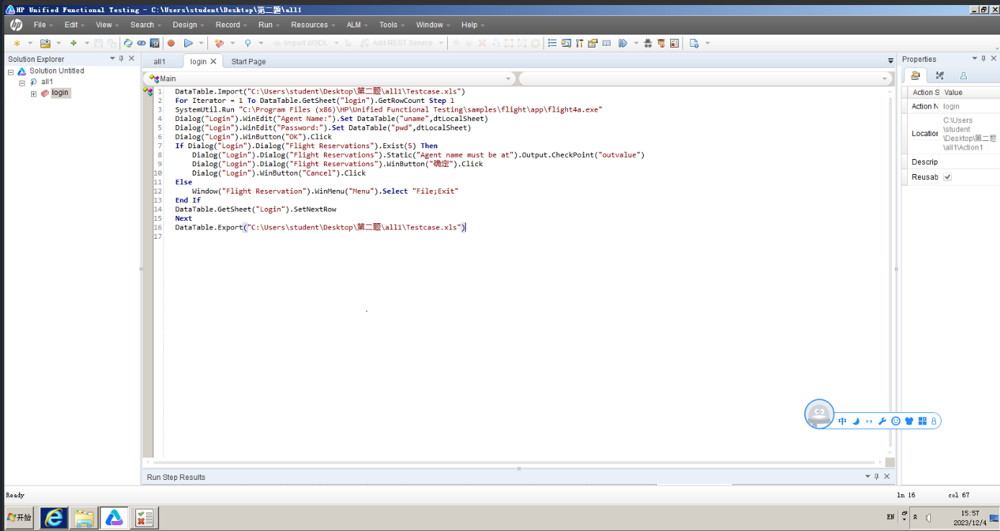 HP Unified Functional Testing - C:\Users\student\Desktop\第二题\all1
File Edit View Search Design Record Run Resources ALM Tools Window Help
Import WSDL Add REST Service
Solution Explorer
Solution Untitled
all1
login
all1 login Start Page
Main
1 DataTable.Import("C:\Users\student\Desktop\第二题\all1\Testcase.xls")
2 For Iterator = 1 To DataTable.GetSheet("login").GetRowCount Step 1
3 SystemUtil.Run "C:\Program Files (x86)\HP\Unified Functional Testing\samples\flight\app\flight4a.exe"
4 Dialog("Login").WinEdit("Agent Name:").Set DataTable("uname",dtLocalSheet)
5 Dialog("Login").WinEdit("Password:").Set DataTable("pwd",dtLocalSheet)
6 Dialog("Login").WinButton("OK").Click
7 If Dialog("Login").Dialog("Flight Reservations").Exist(5) Then
8 Dialog("Login").Dialog("Flight Reservations").Static("Agent name must be at").Output.CheckPoint("outvalue")
9 Dialog("Login").Dialog("Flight Reservations").WinButton("确定").Click
10 Dialog("Login").WinButton("Cancel").Click
11 Else
12 Window("Flight Reservation").WinMenu("Menu").Select "File;Exit"
13 End If
14 DataTable.GetSheet("Login").SetNextRow
15 Next
16 DataTable.Export("C:\Users\student\Desktop\第二题\all1\Testcase.xls")
17
Properties
Action S Value
Action N login
Location C:\Users
\student
\Desktop\第二题
\all1\Action1
Descrip
Reusab
中
Run Step Results
Ready
ln 16 col 67
开始
EN
15:57
2023/12/4